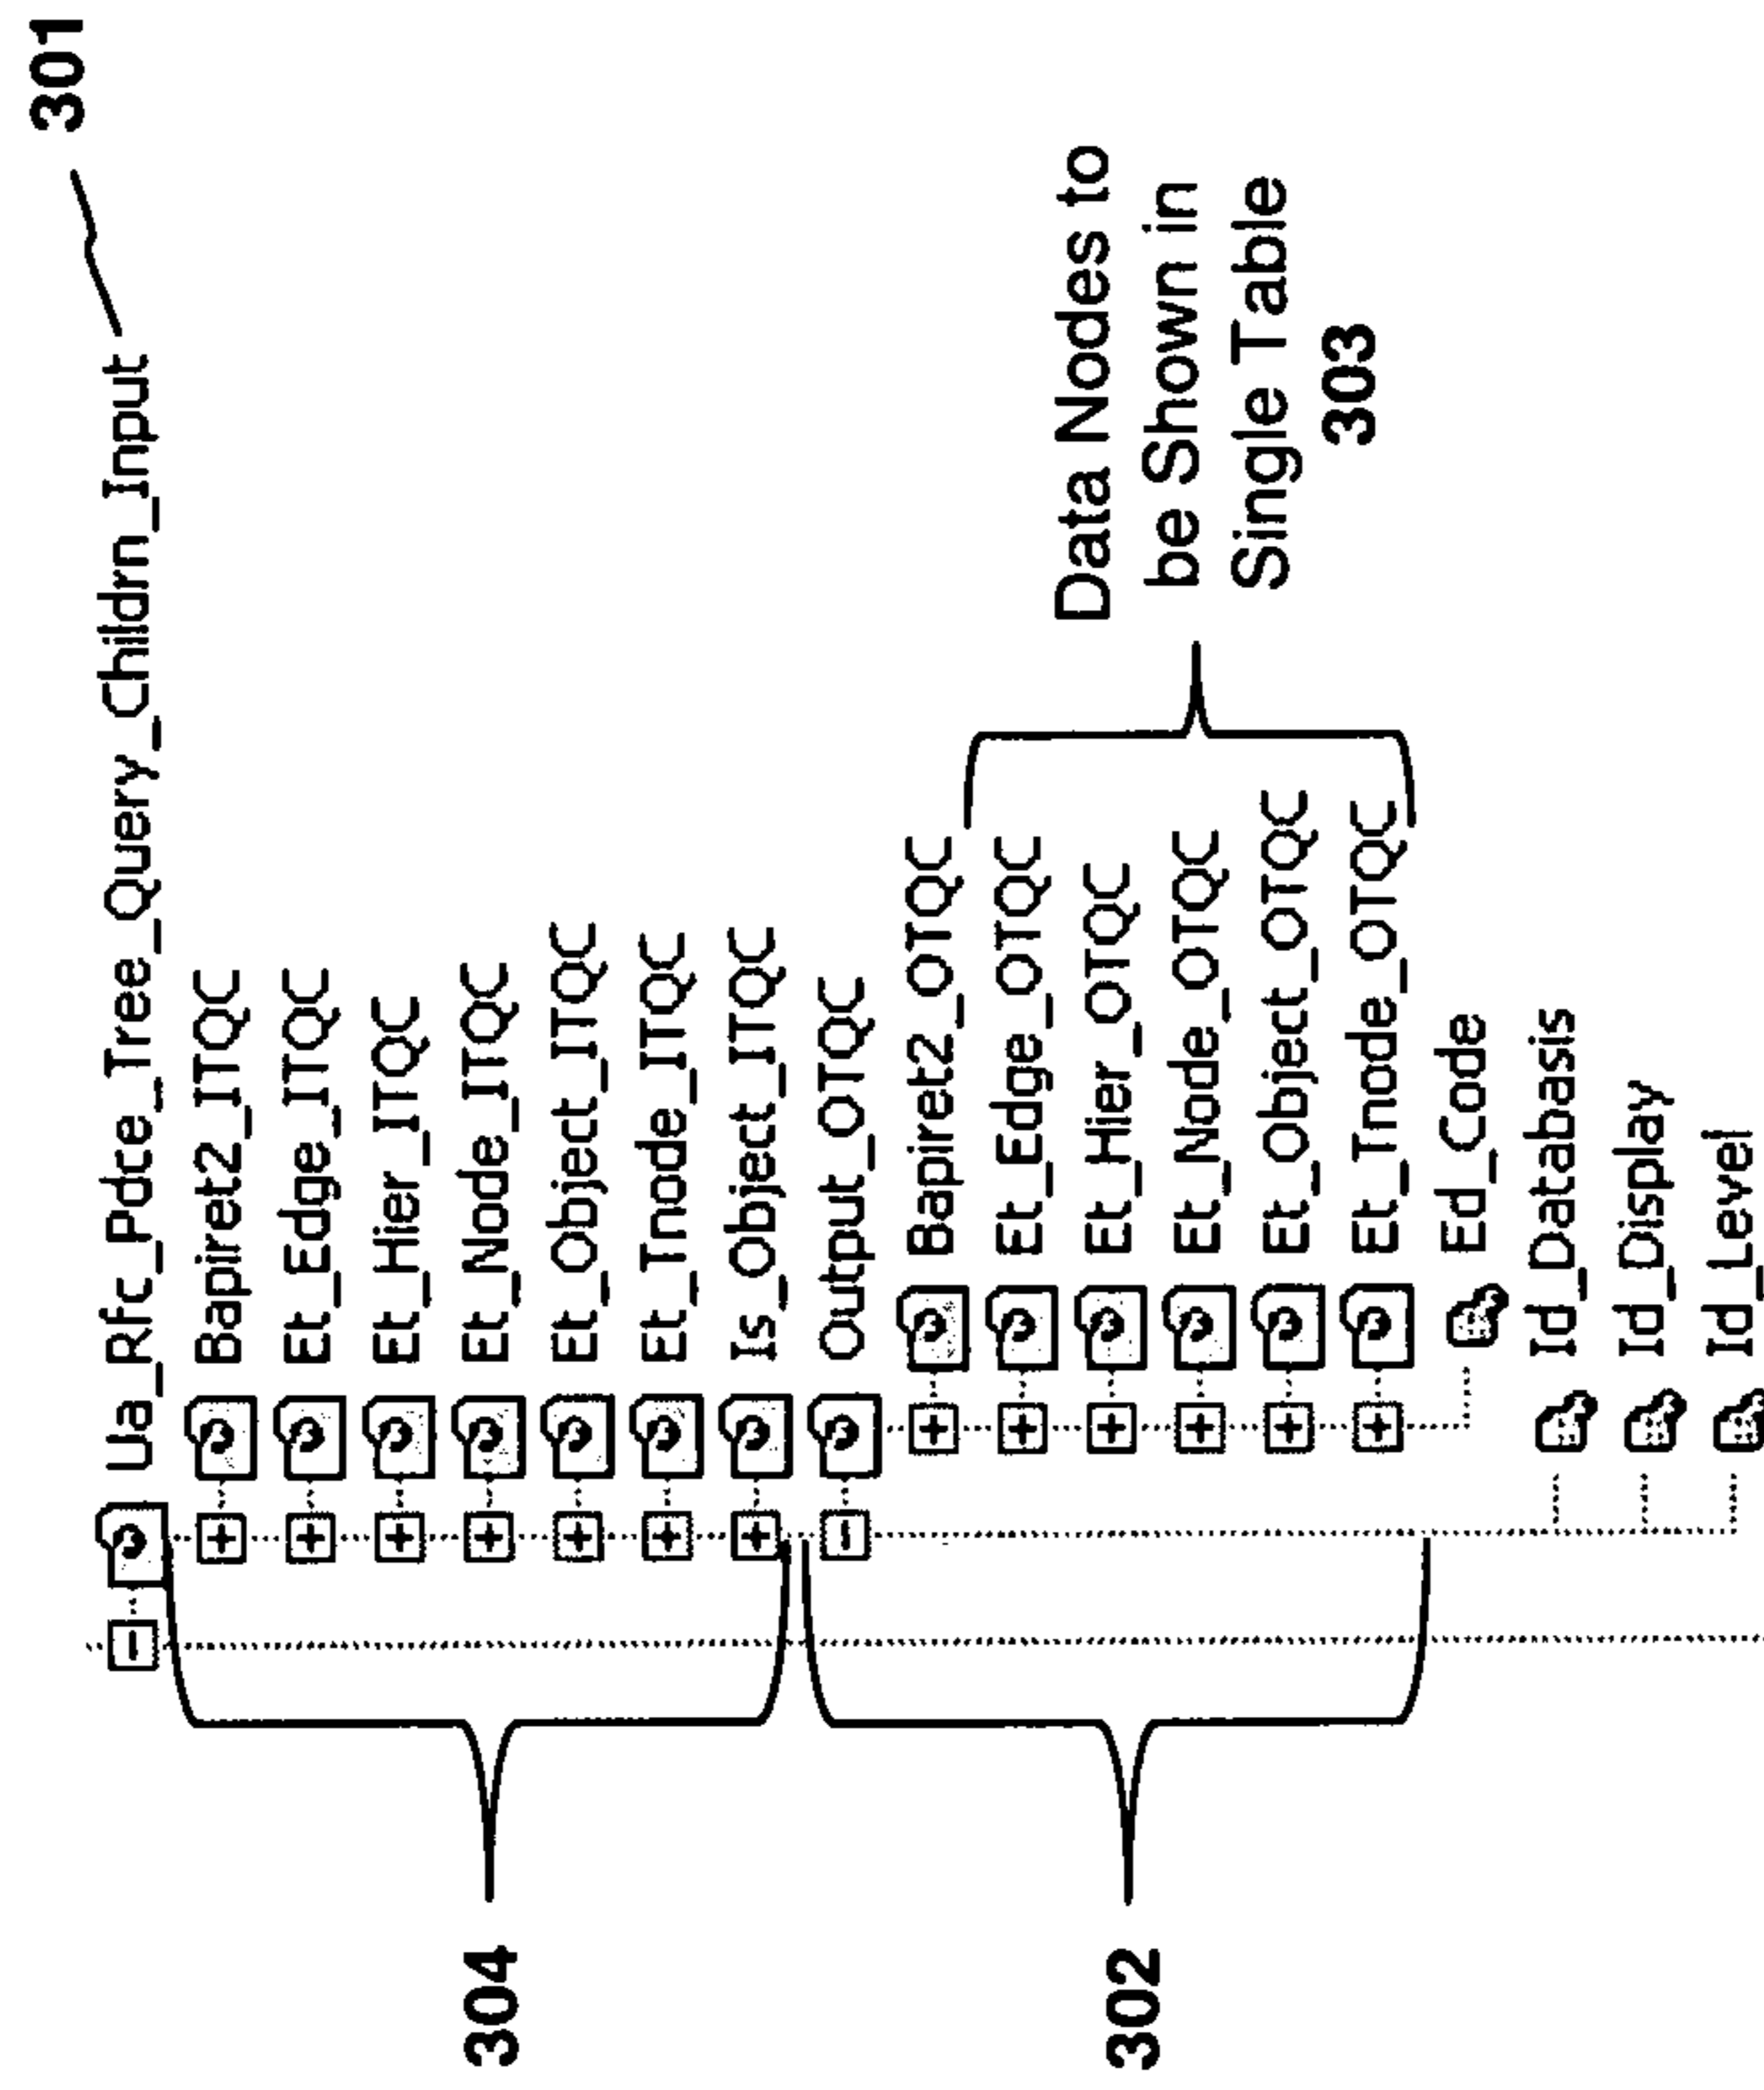 301
Ua_Rfc_Pdce_Tree_Query_Childrn_Input
Bapiret2_ITQC
Et_Edge_ITQC
Et_Hier_ITQC
Et_Node_ITQC
Et_Object_ITQC
Et_Tnode_ITQC
Is_Object_ITQC
Output_OTQC
Bapiret2_OTQC
Et_Edge_OTQC
Et_Hier_OTQC
Et_Node_OTQC
Et_Object_OTQC
Et_Tnode_OTQC
Ed_Code
Id_Databasis
Id_Display
Id_Level
Data Nodes to
be Shown in
Single Table
303
304
302